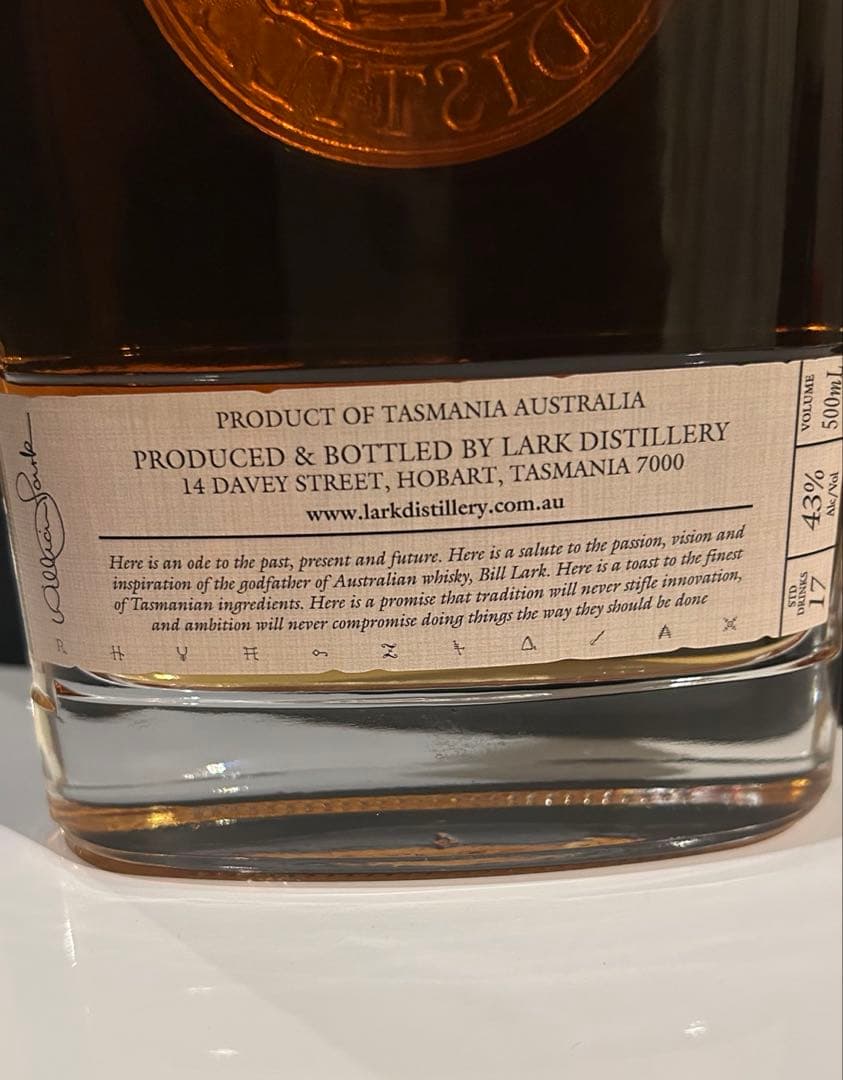 DISTI
PRODUCT OF TASMANIA AUSTRALIA
PRODUCED & BOTTLED BY LARK DISTILLERY
14 DAVEY STREET, HOBART, TASMANIA 7000
www.larkdistillery.com.au
Here is an ode to the past, present and future. Here is a salute to the passion, vision and
inspiration of the godfather of Australian whisky, Bill Lark. Here is a toast to the finest
of Tasmanian ingredients. Here is a promise that tradition will never stifle innovation,
and ambition will never compromise doing things the way they should be done
William Lark
VOLUME
500mL
43%
Alc/Vol
STD
DRINKS
17